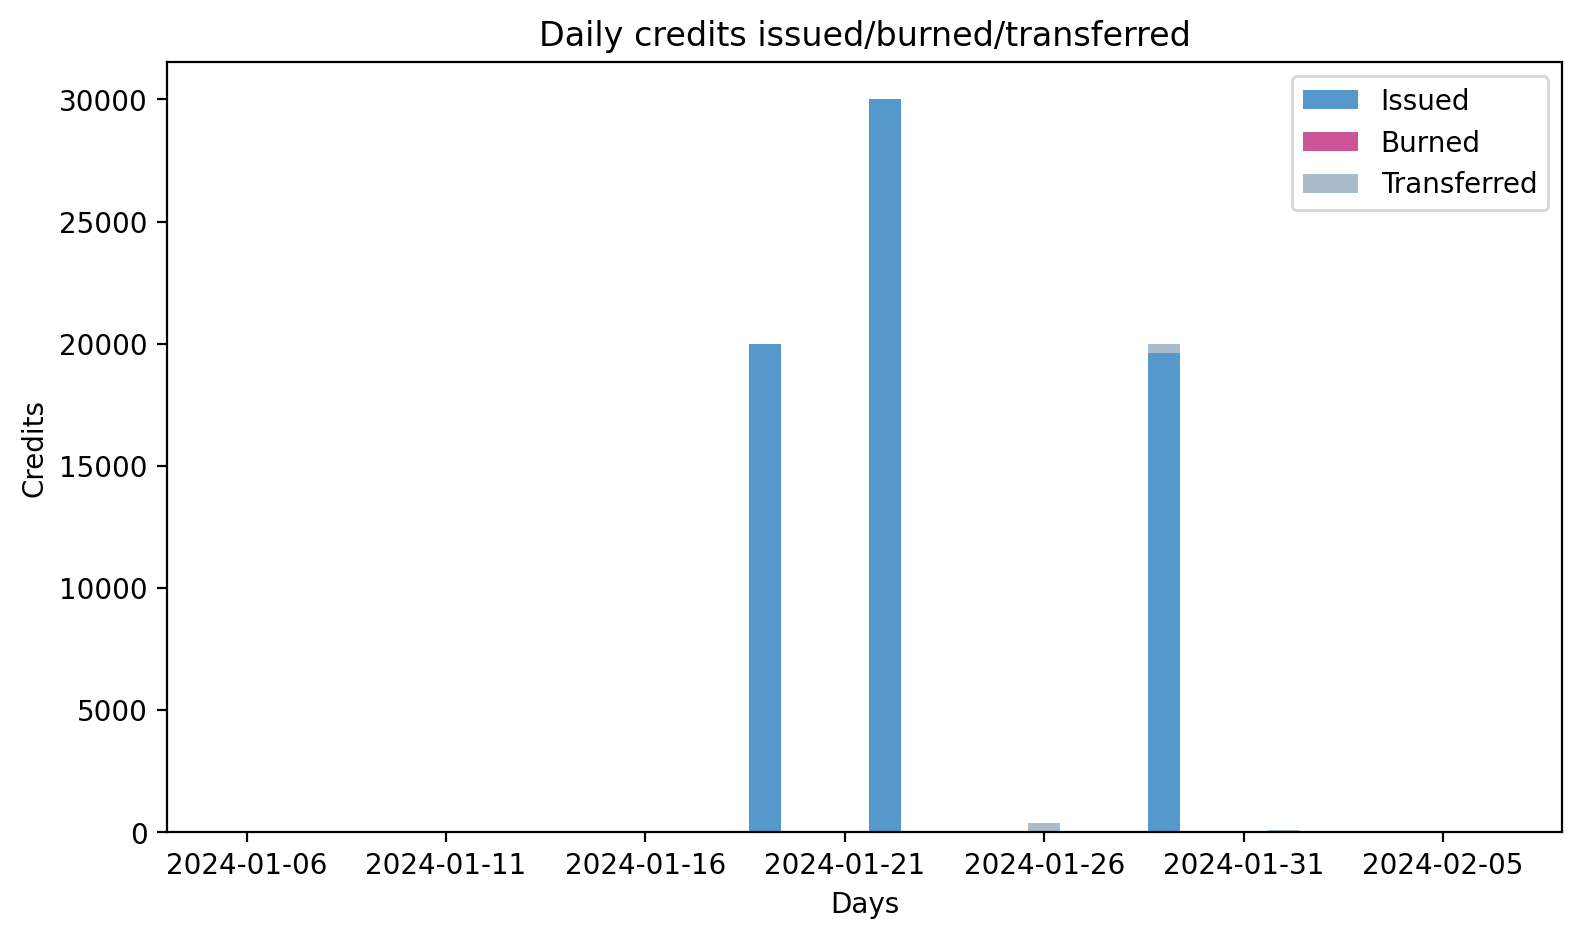 Daily credits issued/burned/transferred
Issued
Burned
Transferred
30000
25000
20000
15000
10000
5000
0
Credits
2024-01-06 2024-01-11 2024-01-16 2024-01-21 2024-01-26 2024-01-31 2024-02-05
Days